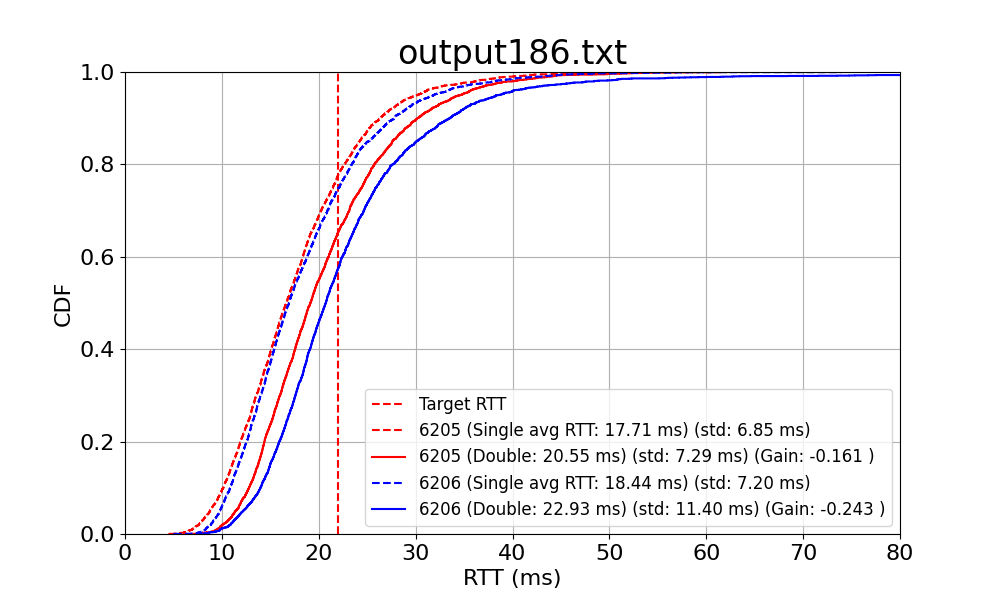 output186.txt
1.0
0.8
0.6
0.4
0.2
0.0
CDF
Target RTT
6205 (Single avg RTT: 17.71 ms) (std: 6.85 ms)
6205 (Double: 20.55 ms) (std: 7.29 ms) (Gain: -0.161 )
6206 (Single avg RTT: 18.44 ms) (std: 7.20 ms)
6206 (Double: 22.93 ms) (std: 11.40 ms) (Gain: -0.243 )
0 10 20 30 40 50 60 70 80
RTT (ms)